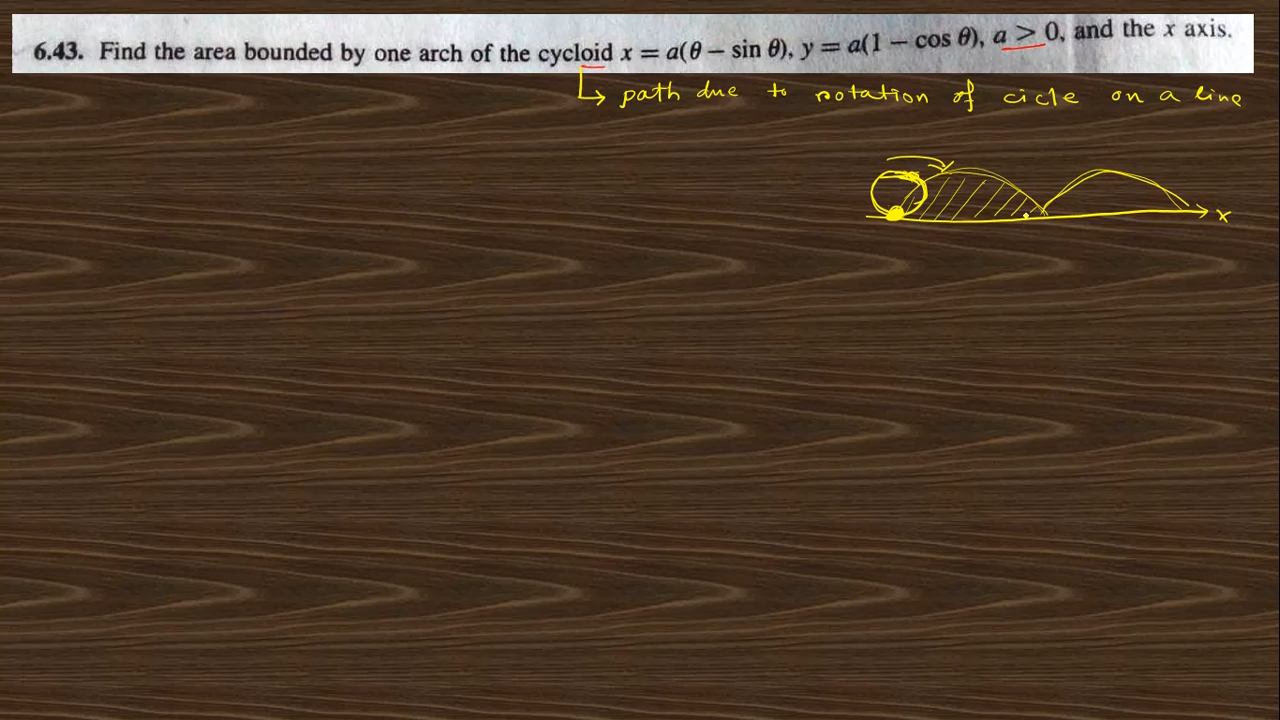 6.43. Find the area bounded by one arch of the cycloid x = a(θ − sin θ), y = a(1 − cos θ), a > 0, and the x axis.
↳ path due to rotation of cicle on a line
x